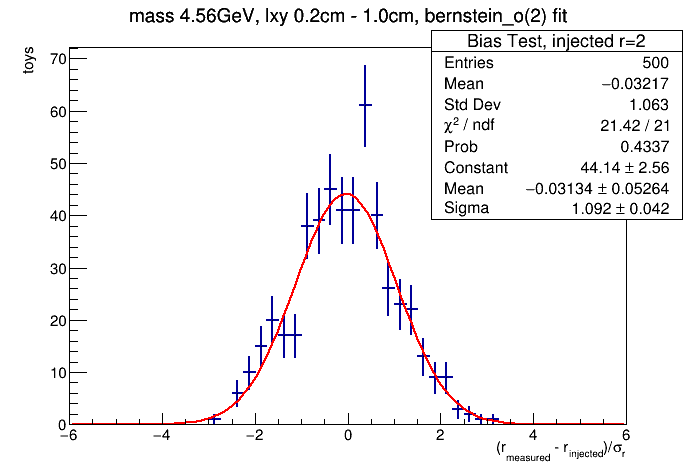 mass 4.56GeV, lxy 0.2cm - 1.0cm, bernstein_o(2) fit
Bias Test, injected r=2
Entries 500
Mean −0.03217
Std Dev 1.063
χ² / ndf 21.42 / 21
Prob 0.4337
Constant 44.14 ± 2.56
Mean −0.03134 ± 0.05264
Sigma 1.092 ± 0.042
toys
70
60
50
40
30
20
10
0
−6 −4 −2 0 2 4 6
(r_measured - r_injected)/σ_r